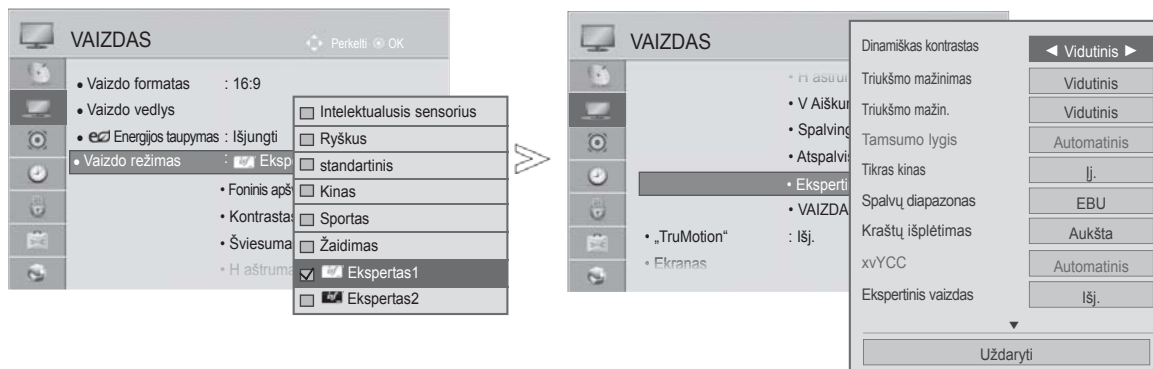 VAIZDAS
Perkelti OK
• Vaizdo formatas : 16:9
• Vaizdo vedlys
• Energijos taupymas : Išjungti
• Vaizdo režimas : Eksp
• Foninis apš
• Kontrastas
• Šviesuma
• H aštruma
Intelektualusis sensorius
Ryškus
standartinis
Kinas
Sportas
Žaidimas
Ekspertas1
Ekspertas2
VAIZDAS
• H aštrum
• V Aiškum
• Spalving
• Atspalvis
• Eksperti
• VAIZDA
• „TruMotion“ : Išj.
• Ekranas
Dinamiškas kontrastas ◄ Vidutinis ►
Triukšmo mažinimas Vidutinis
Triukšmo mažin. Vidutinis
Tamsumo lygis Automatinis
Tikras kinas Įj.
Spalvų diapazonas EBU
Kraštų išplėtimas Aukšta
xvYCC Automatinis
Ekspertinis vaizdas Išj.
▼
Uždaryti